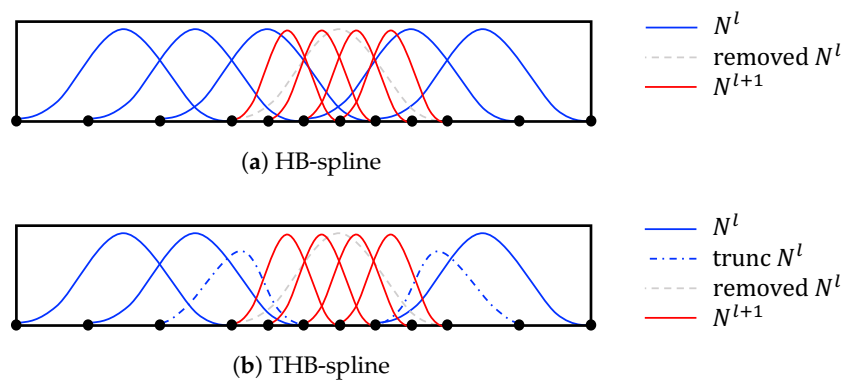 N^l
removed N^l
N^{l+1}
(a) HB-spline
N^l
trunc N^l
removed N^l
N^{l+1}
(b) THB-spline